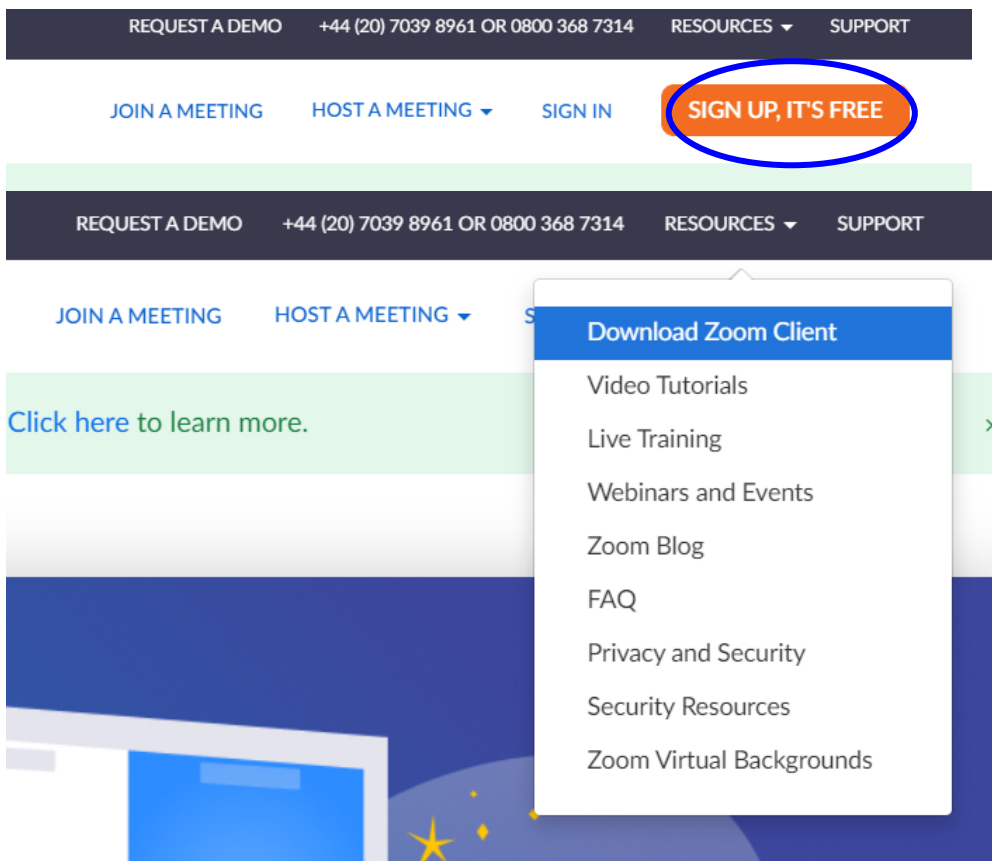 REQUEST A DEMO +44 (20) 7039 8961 OR 0800 368 7314 RESOURCES SUPPORT
JOIN A MEETING HOST A MEETING SIGN IN SIGN UP, IT'S FREE
REQUEST A DEMO +44 (20) 7039 8961 OR 0800 368 7314 RESOURCES SUPPORT
JOIN A MEETING HOST A MEETING S
Download Zoom Client
Video Tutorials
Click here to learn more.
Live Training
Webinars and Events
Zoom Blog
FAQ
Privacy and Security
Security Resources
Zoom Virtual Backgrounds